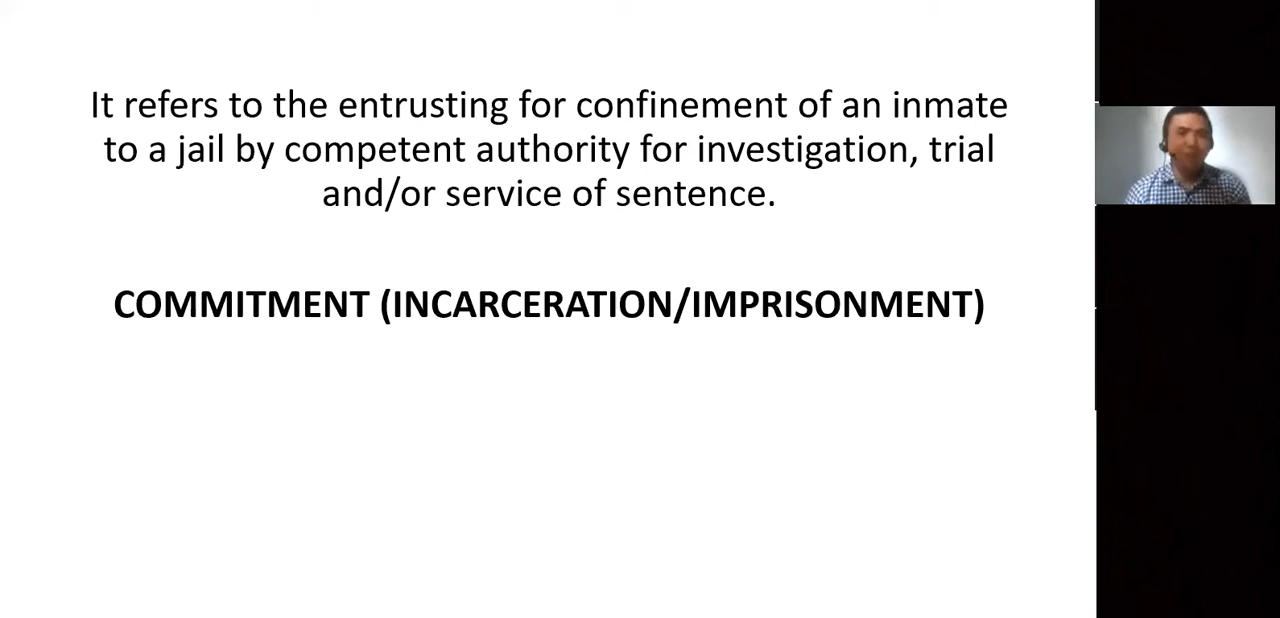 It refers to the entrusting for confinement of an inmate
to a jail by competent authority for investigation, trial
and/or service of sentence.
COMMITMENT (INCARCERATION/IMPRISONMENT)